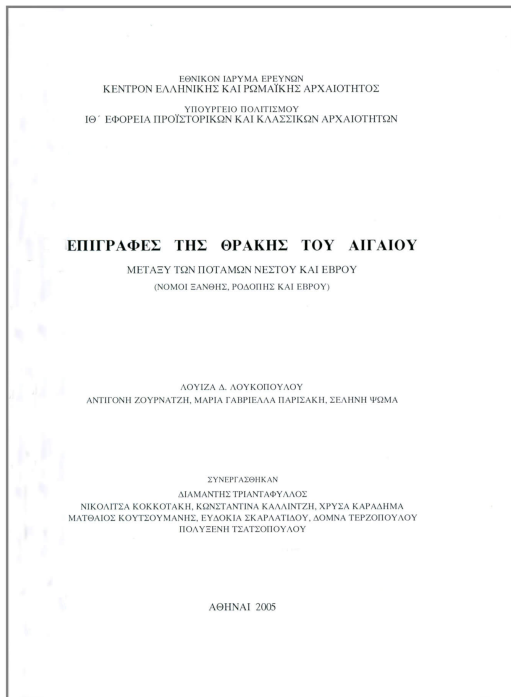 ΕΘΝΙΚΟΝ ΙΔΡΥΜΑ ΕΡΕΥΝΩΝ
ΚΕΝΤΡΟΝ ΕΛΛΗΝΙΚΗΣ ΚΑΙ ΡΩΜΑΪΚΗΣ ΑΡΧΑΙΟΤΗΤΟΣ
ΥΠΟΥΡΓΕΙΟ ΠΟΛΙΤΙΣΜΟΥ
ΙΘ΄ ΕΦΟΡΕΙΑ ΠΡΟΪΣΤΟΡΙΚΩΝ ΚΑΙ ΚΛΑΣΣΙΚΩΝ ΑΡΧΑΙΟΤΗΤΩΝ
ΕΠΙΓΡΑΦΕΣ ΤΗΣ ΘΡΑΚΗΣ ΤΟΥ ΑΙΓΑΙΟΥ
ΜΕΤΑΞΥ ΤΩΝ ΠΟΤΑΜΩΝ ΝΕΣΤΟΥ ΚΑΙ ΕΒΡΟΥ
(ΝΟΜΟΙ ΞΑΝΘΗΣ, ΡΟΔΟΠΗΣ ΚΑΙ ΕΒΡΟΥ)
ΛΟΥΙΖΑ Δ. ΛΟΥΚΟΠΟΥΛΟΥ
ΑΝΤΙΓΟΝΗ ΖΟΥΡΝΑΤΖΗ, ΜΑΡΙΑ ΓΑΒΡΙΕΛΛΑ ΠΑΡΙΣΑΚΗ, ΣΕΛΗΝΗ ΨΩΜΑ
ΣΥΝΕΡΓΑΣΘΗΚΑΝ
ΔΙΑΜΑΝΤΗΣ ΤΡΙΑΝΤΑΦΥΛΛΟΣ
ΝΙΚΟΛΙΤΣΑ ΚΟΚΚΟΤΑΚΗ, ΚΩΝΣΤΑΝΤΙΝΑ ΚΑΛΛΙΝΤΖΗ, ΧΡΥΣΑ ΚΑΡΑΔΗΜΑ
ΜΑΤΘΑΙΟΣ ΚΟΥΤΣΟΥΜΑΝΗΣ, ΕΥΔΟΚΙΑ ΣΚΑΡΛΑΤΙΔΟΥ, ΔΟΜΝΑ ΤΕΡΖΟΠΟΥΛΟΥ
ΠΟΛΥΞΕΝΗ ΤΣΑΤΣΟΠΟΥΛΟΥ
ΑΘΗΝΑΙ 2005